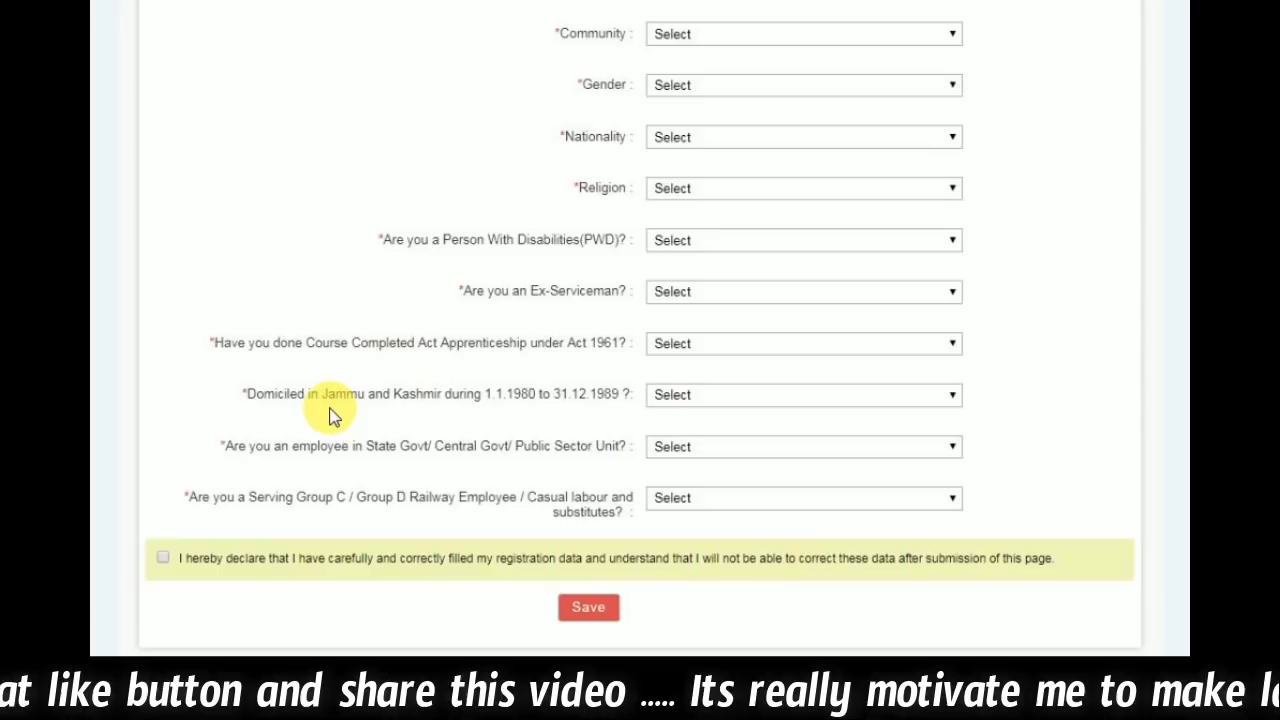 *Community : Select
*Gender : Select
*Nationality : Select
*Religion : Select
*Are you a Person With Disabilities(PWD)? : Select
*Are you an Ex-Serviceman? : Select
*Have you done Course Completed Act Apprenticeship under Act 1961? : Select
*Domiciled in Jammu and Kashmir during 1.1.1980 to 31.12.1989 ?: Select
*Are you an employee in State Govt/ Central Govt/ Public Sector Unit? : Select
*Are you a Serving Group C / Group D Railway Employee / Casual labour and Select
substitutes? :
I hereby declare that I have carefully and correctly filled my registration data and understand that I will not be able to correct these data after submission of this page.
Save
at like button and share this video ..... Its really motivate me to make